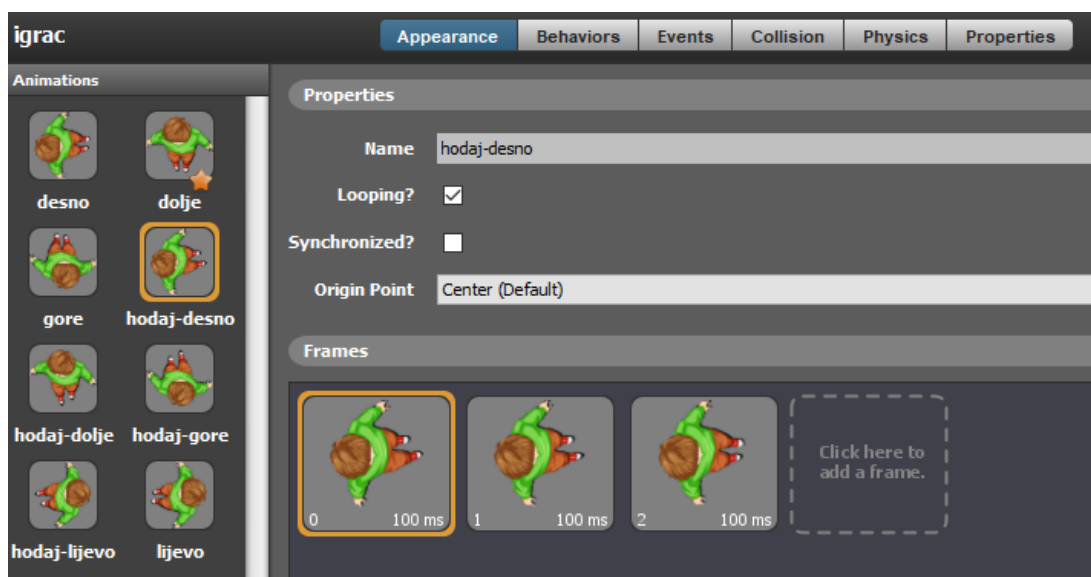 igrac
Appearance Behaviors Events Collision Physics Properties
Animations
desno dolje
gore hodaj-desno
hodaj-dolje hodaj-gore
hodaj-lijevo lijevo
Properties
Name hodaj-desno
Looping?
Synchronized?
Origin Point Center (Default)
Frames
0 100 ms 1 100 ms 2 100 ms
Click here to
add a frame.